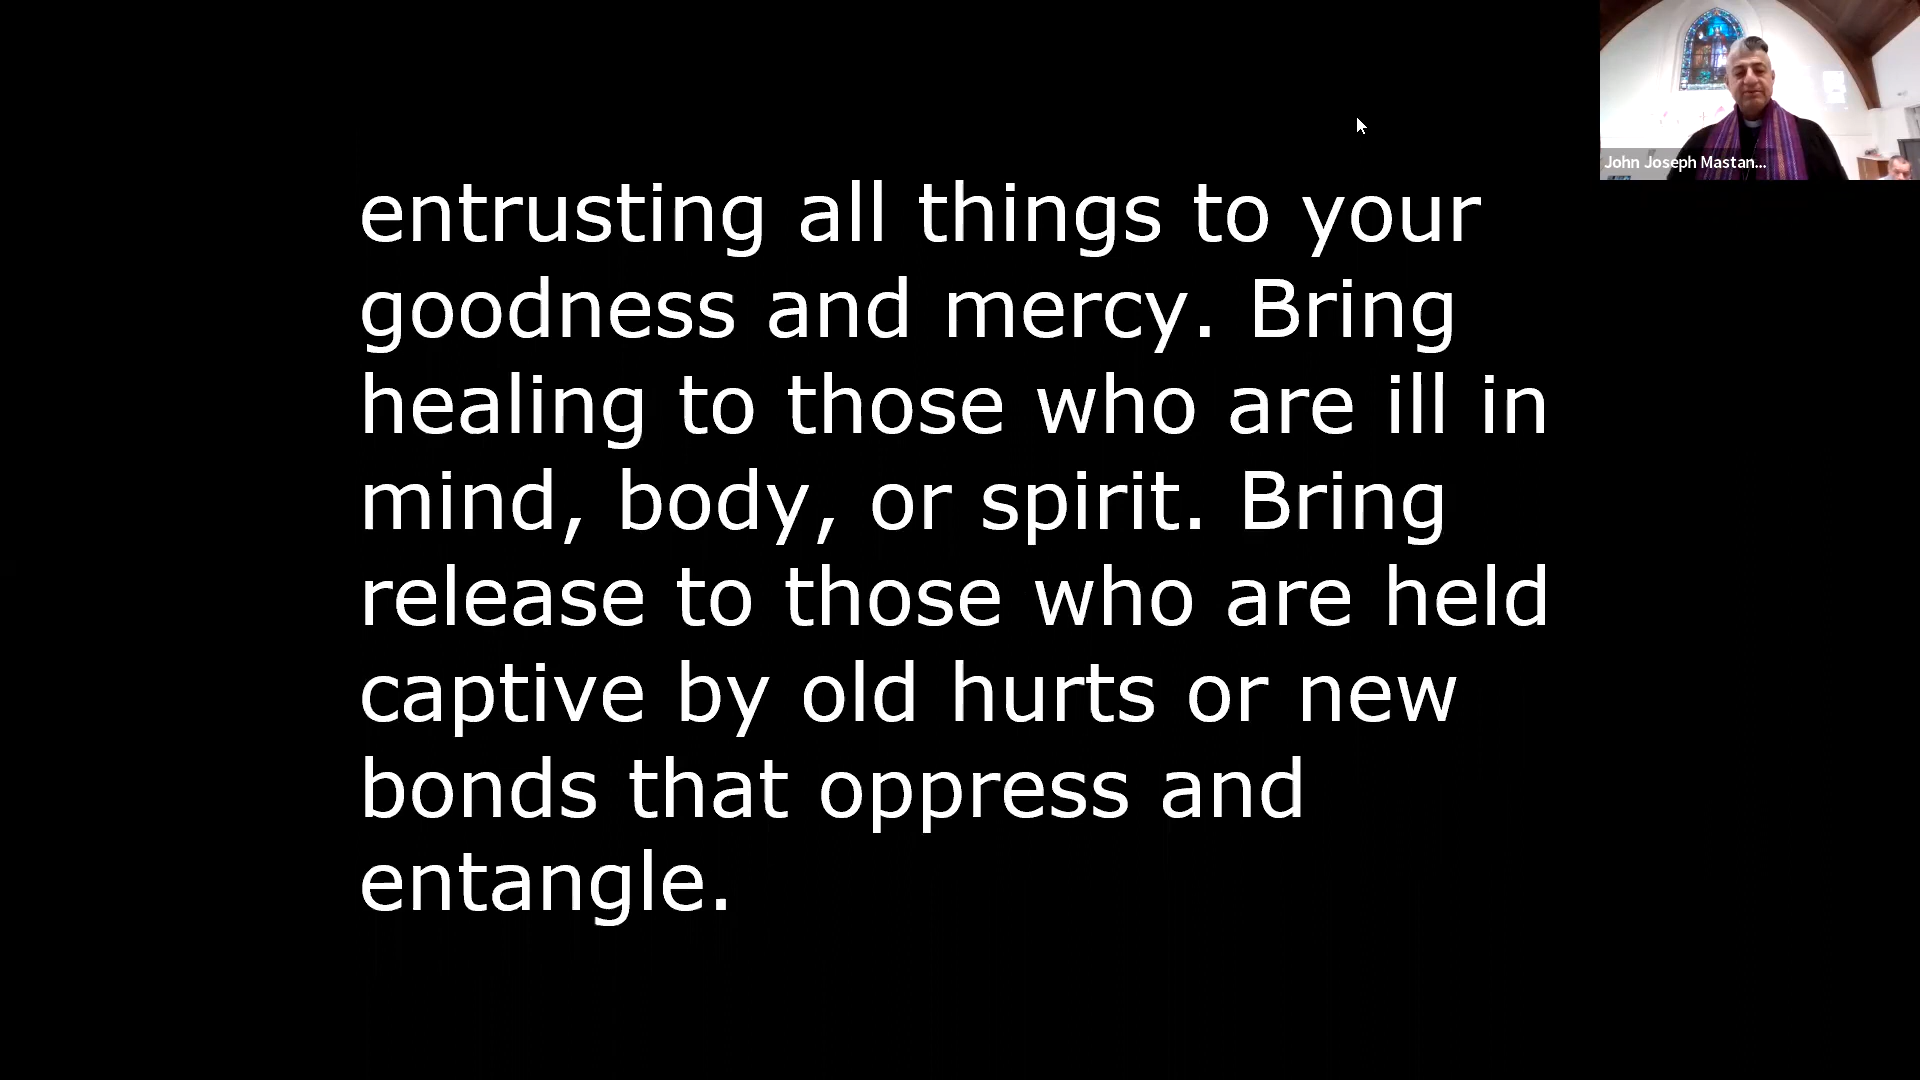 John Joseph Mastan...
entrusting all things to your
goodness and mercy. Bring
healing to those who are ill in
mind, body, or spirit. Bring
release to those who are held
captive by old hurts or new
bonds that oppress and
entangle.